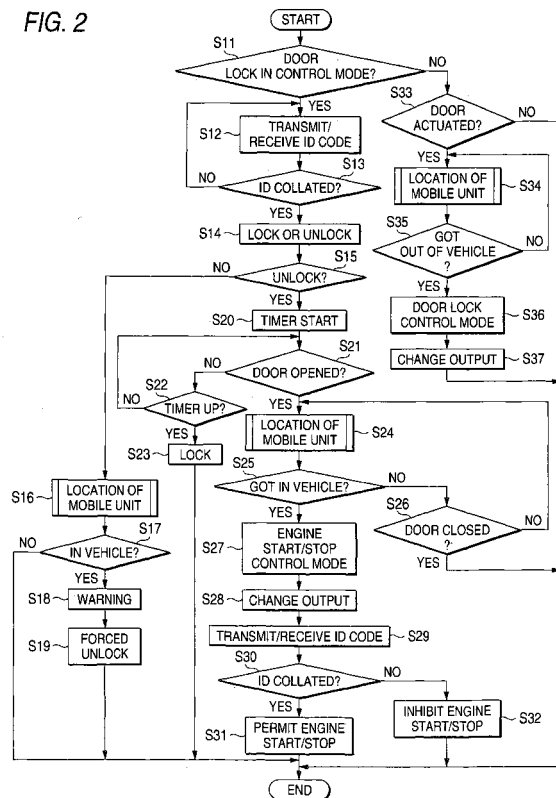 FIG. 2
START
S11
DOOR
LOCK IN CONTROL MODE?
NO
YES
S33
DOOR
ACTUATED?
NO
S12
TRANSMIT/
RECEIVE ID CODE
S13
NO
ID COLLATED?
YES
YES
LOCATION OF
MOBILE UNIT
S34
S14
LOCK OR UNLOCK
S35
GOT
OUT OF VEHICLE
?
NO
S15
NO
UNLOCK?
YES
YES
S20
TIMER START
DOOR LOCK
CONTROL MODE
S36
S21
NO
DOOR OPENED?
CHANGE OUTPUT
S37
S22
NO
TIMER UP?
YES
YES
S23
LOCK
LOCATION OF
MOBILE UNIT
S24
S25
GOT IN VEHICLE?
NO
S16
LOCATION OF
MOBILE UNIT
YES
S26
DOOR CLOSED
?
NO
YES
S17
NO
IN VEHICLE?
YES
S27
ENGINE
START/STOP
CONTROL MODE
S18
WARNING
S28
CHANGE OUTPUT
S19
FORCED
UNLOCK
TRANSMIT/RECEIVE ID CODE
S29
S30
ID COLLATED?
NO
YES
S31
PERMIT ENGINE
START/STOP
INHIBIT ENGINE
START/STOP
S32
END